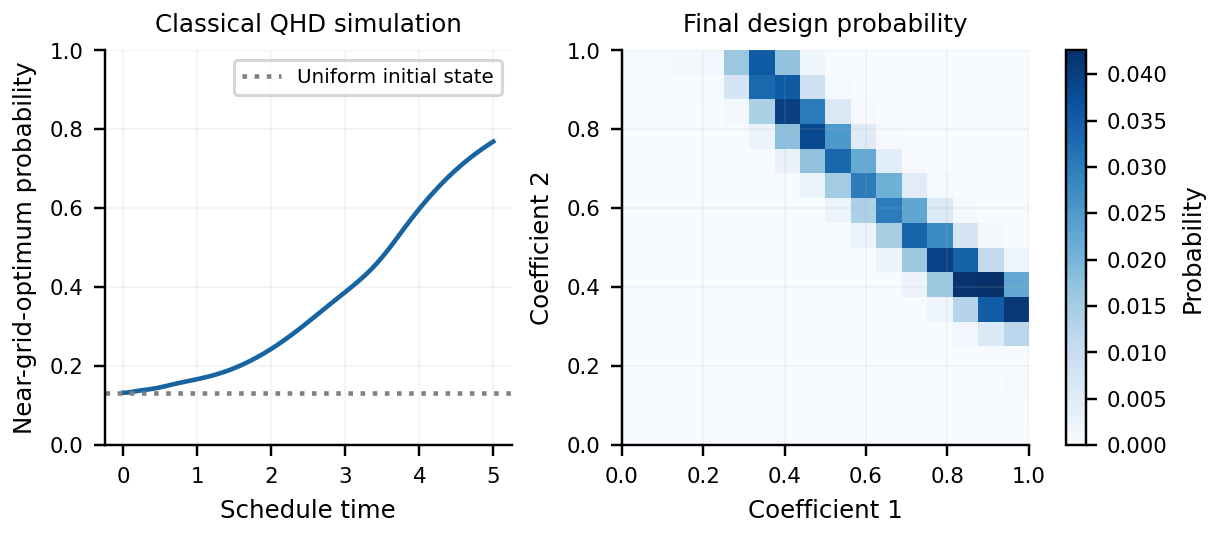 Classical QHD simulation
Near-grid-optimum probability
1.0
0.8
0.6
0.4
0.2
0.0
Uniform initial state
0 1 2 3 4 5
Schedule time
Final design probability
Coefficient 2
1.0
0.8
0.6
0.4
0.2
0.0
0.0 0.2 0.4 0.6 0.8 1.0
Coefficient 1
0.040
0.035
0.030
0.025
0.020
0.015
0.010
0.005
0.000
Probability